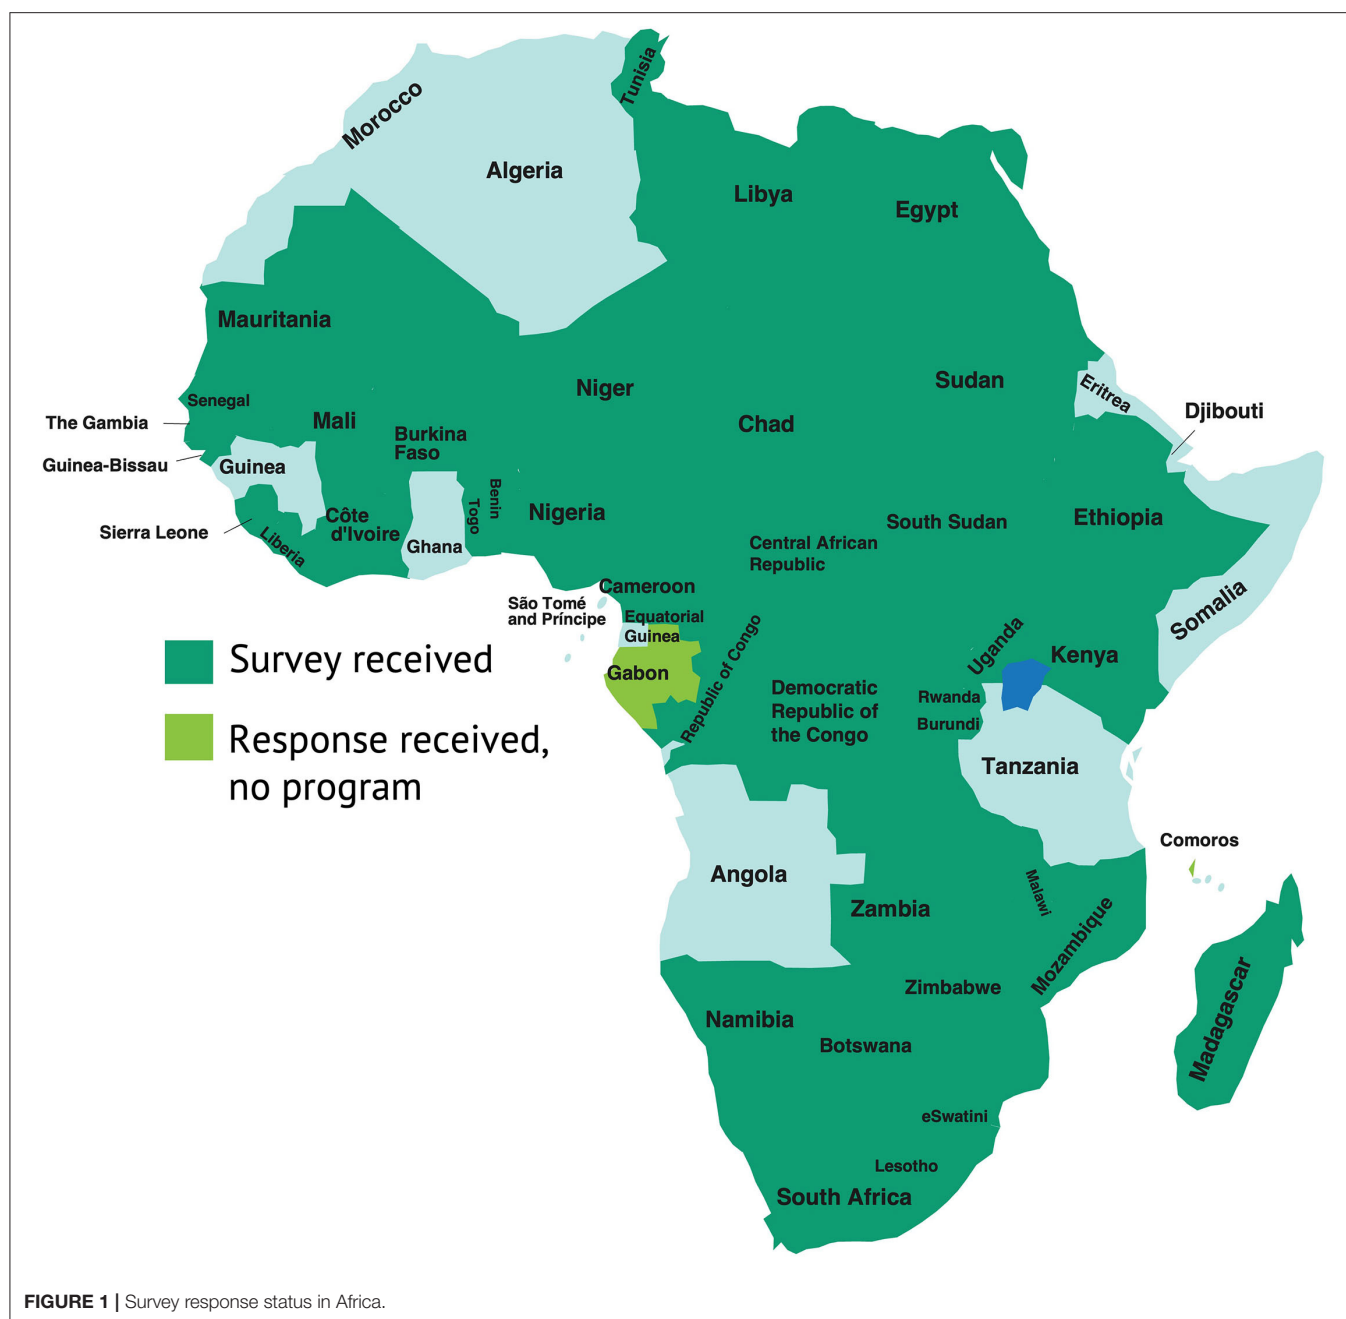 Tunisia
Morocco
Algeria
Libya
Egypt
Mauritania
Niger
Sudan
Eritrea
Djibouti
Senegal
The Gambia
Mali
Chad
Burkina
Faso
Guinea-Bissau
Guinea
Benin
Togo
Nigeria
Côte
d'Ivoire
South Sudan
Ethiopia
Sierra Leone
Liberia
Ghana
Central African
Republic
Cameroon
São Tomé
and Príncipe
Equatorial
Guinea
Somalia
Uganda
Kenya
Survey received
Gabon
Republic of Congo
Democratic
Republic of
the Congo
Rwanda
Burundi
Response received,
no program
Tanzania
Comoros
Angola
Zambia
Malawi
Mozambique
Zimbabwe
Madagascar
Namibia
Botswana
eSwatini
Lesotho
South Africa
FIGURE 1 | Survey response status in Africa.